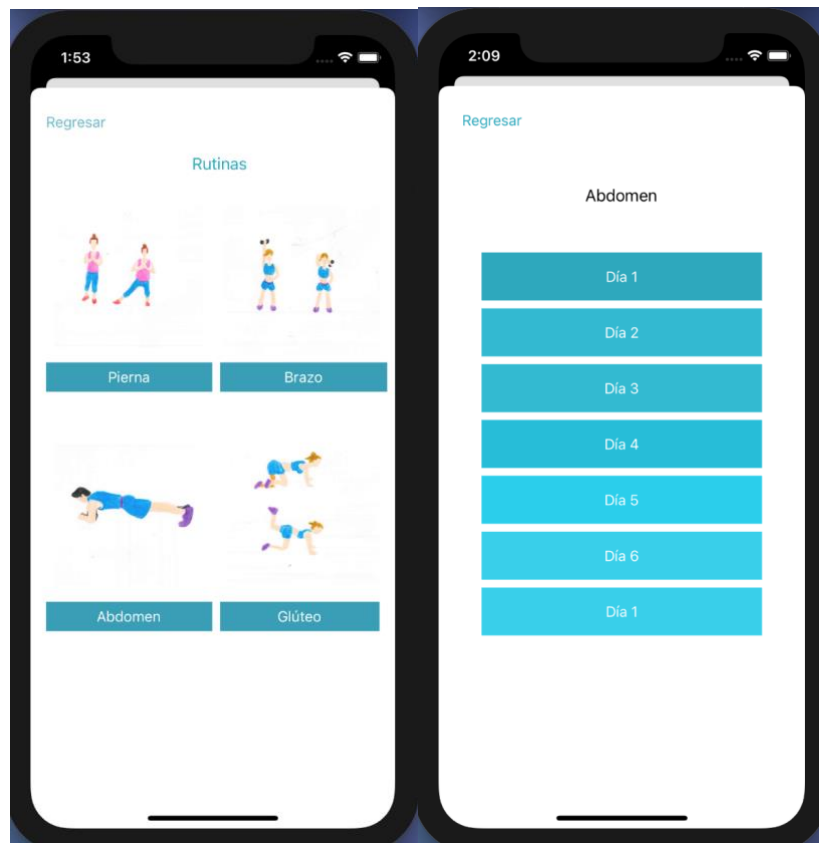 1:53
Regresar
Rutinas
Pierna
Brazo
Abdomen
Glúteo
2:09
Regresar
Abdomen
Día 1
Día 2
Día 3
Día 4
Día 5
Día 6
Día 1